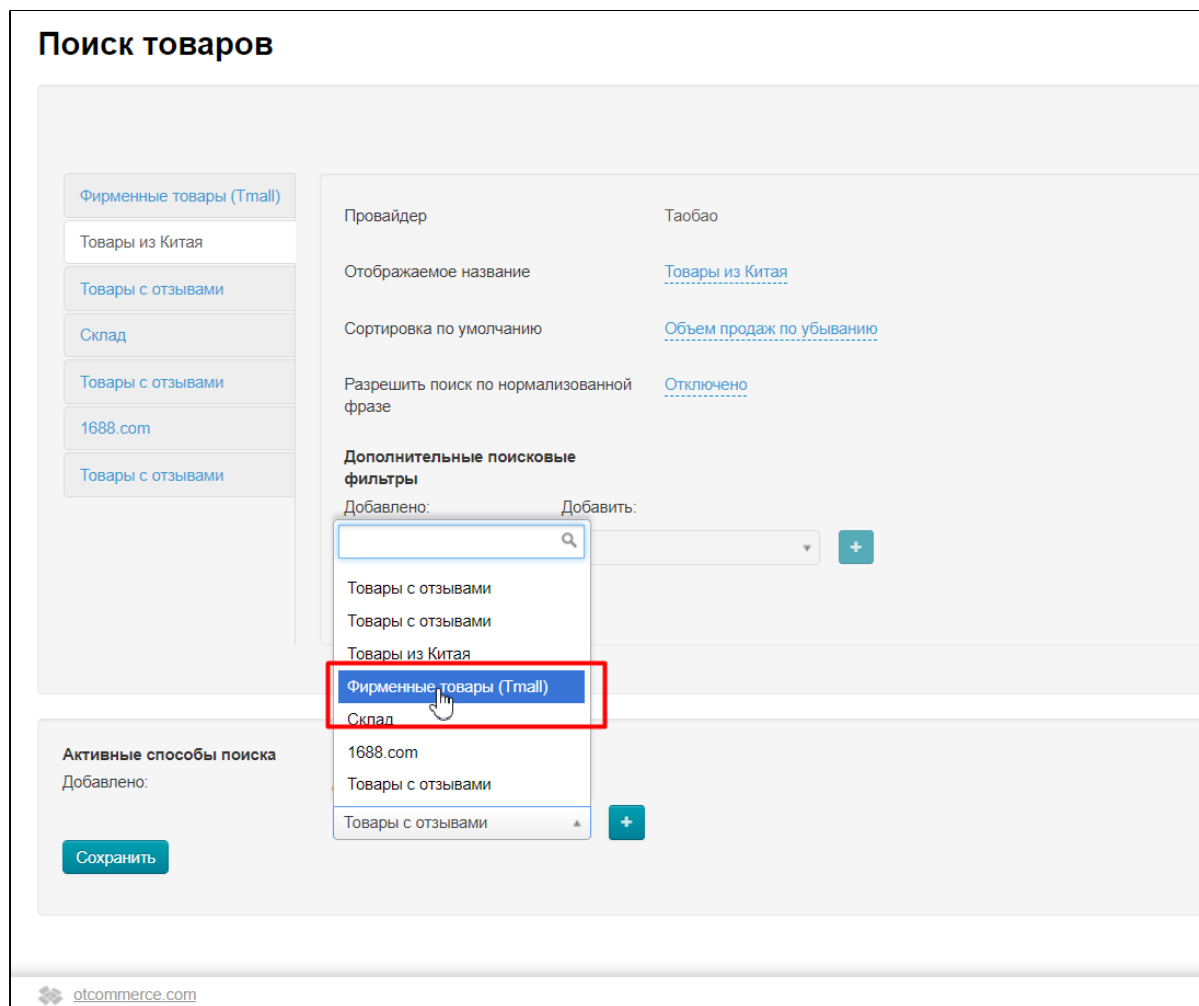 Поиск товаров
Фирменные товары (Tmall)
Товары из Китая
Товары с отзывами
Склад
Товары с отзывами
1688.com
Товары с отзывами
Провайдер Таобао
Отображаемое название Товары из Китая
Сортировка по умолчанию Объем продаж по убыванию
Разрешить поиск по нормализованной Отключено
фразе
Дополнительные поисковые
фильтры
Добавлено: Добавить:
Товары с отзывами
Товары с отзывами
Товары из Китая
Фирменные товары (Tmall)
Склад
1688.com
Товары с отзывами
Активные способы поиска
Добавлено:
Товары с отзывами
Сохранить
otcommerce.com